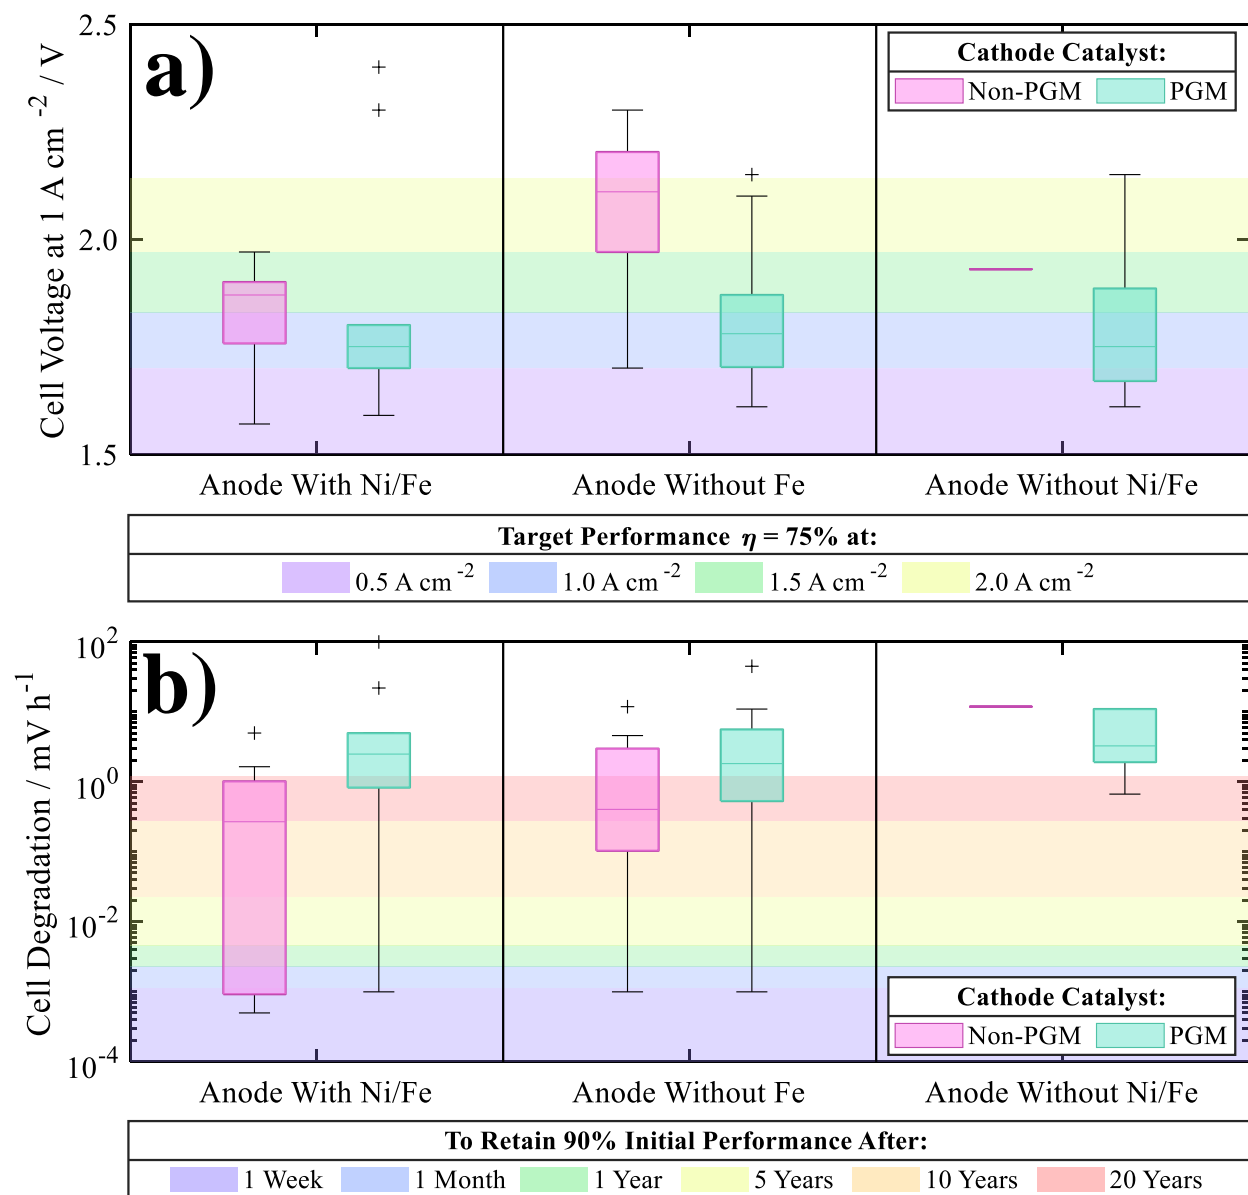 a)
2.5
2.0
1.5
Cell Voltage at 1 A cm⁻² / V
Cathode Catalyst:
Non-PGM PGM
Anode With Ni/Fe Anode Without Fe Anode Without Ni/Fe
Target Performance η = 75% at:
0.5 A cm⁻² 1.0 A cm⁻² 1.5 A cm⁻² 2.0 A cm⁻²
b)
10²
10⁰
10⁻²
10⁻⁴
Cell Degradation / mV h⁻¹
Cathode Catalyst:
Non-PGM PGM
Anode With Ni/Fe Anode Without Fe Anode Without Ni/Fe
To Retain 90% Initial Performance After:
1 Week 1 Month 1 Year 5 Years 10 Years 20 Years